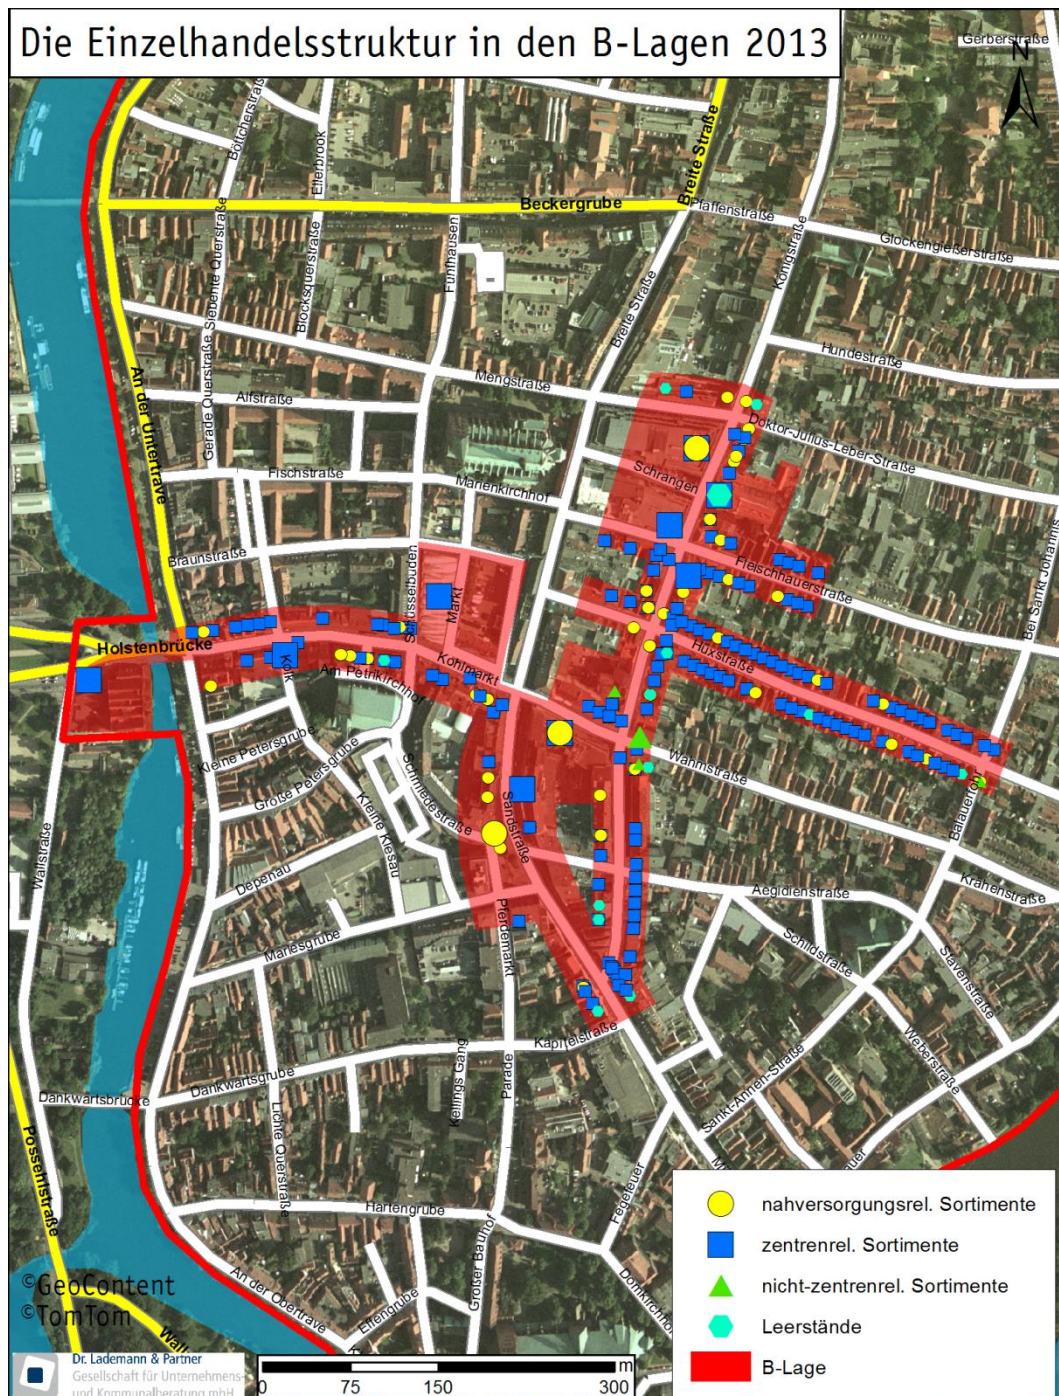 Die Einzelhandelsstruktur in den B-Lagen 2013
Gerberstraße
N
Böttcherstraße
Ellerbrook
Breite Straße
Beckergrube
Pfaffenstraße
Glockengießerstraße
Königstraße
Fünfhausen
Siebente Querstraße
Blocksquerstraße
Gerade Querstraße
Breite Straße
Hundestraße
An der Untertrave
Mengstraße
Alfstraße
Doktor-Julius-Leber-Straße
Schrangen
Fischstraße
Marienkirchhof
Braunstraße
Schüsselbuden
Markt
Fleischhauerstraße
Bei Sankt Johannis
Holstenbrücke
Kolk
Kohlmarkt
Am Petrikirchhof
Hüxstraße
Kleine Petersgrube
Große Petersgrube
Schmiedestraße
Kleine Kiesau
Sandstraße
Wahmstraße
Balauerfohr
Wallstraße
Depenau
Krähenstraße
Aegidienstraße
Marlesgrube
Pferdemarkt
Schildstraße
Stavenstraße
Kapitelstraße
Weberstraße
Dankwartsgrube
Dankwartsbrücke
Kellings Gang
Parade
Sankt-Annen-Straße
Lichte Querstraße
Possehlstraße
Hartengrube
Fegefeuer
Großer Bauhof
Domkirchhof
An der Obertrave
Effengrube
©GeoContent
©TomTom
nahversorgungsrel. Sortimente
zentrenrel. Sortimente
nicht-zentrenrel. Sortimente
Leerstände
B-Lage
Dr. Lademann & Partner
Gesellschaft für Unternehmens-
und Kommunalberatung mbH
m
0 75 150 300